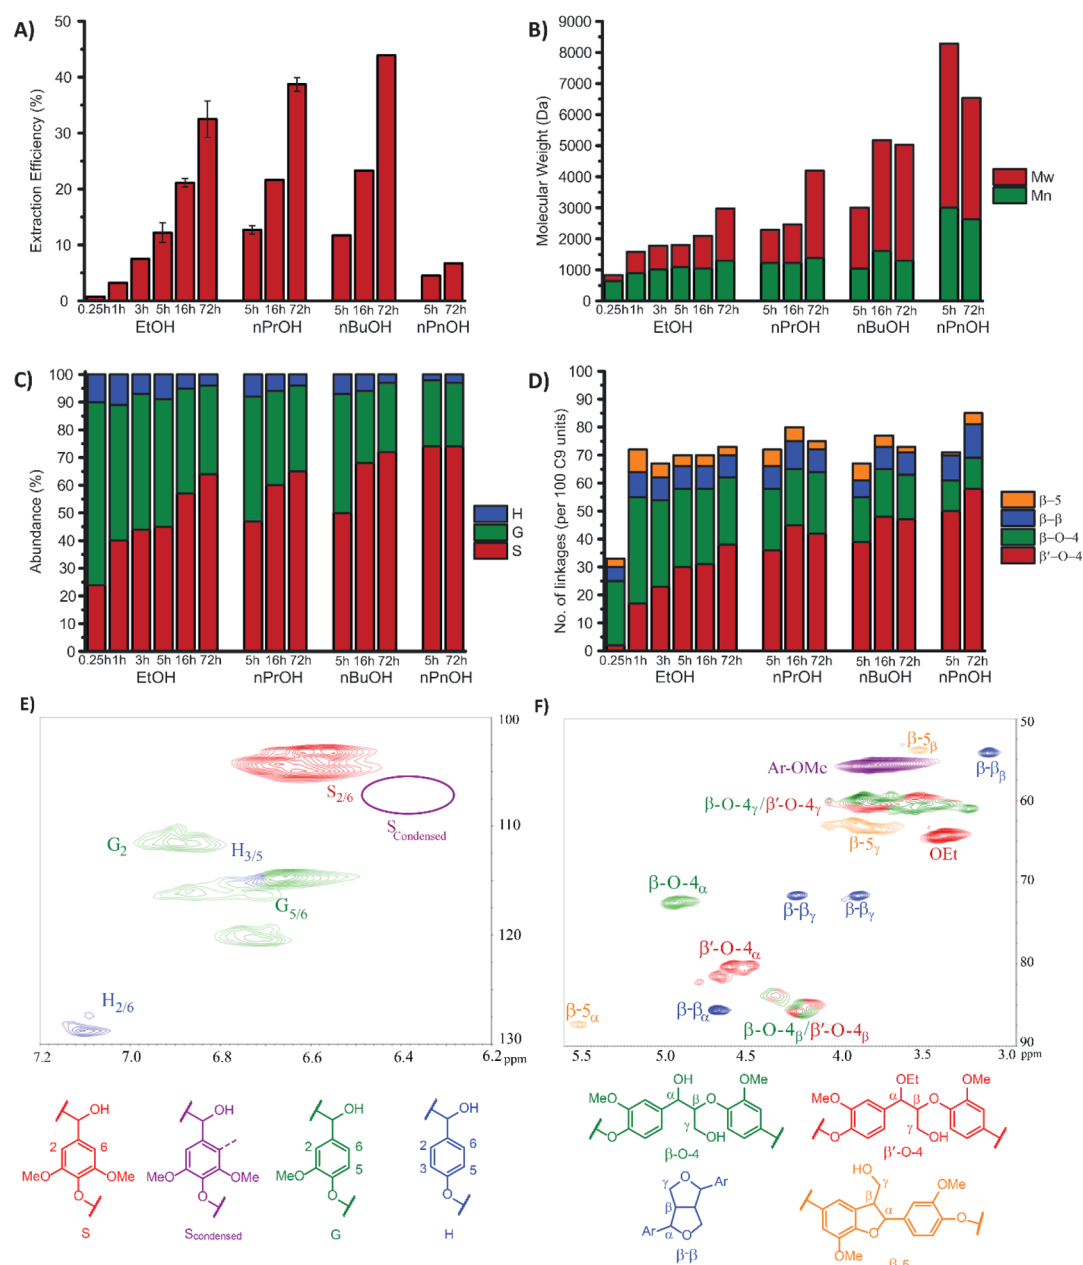 A)
Extraction Efficiency (%)
50
40
30
20
10
0
0.25h 1h 3h 5h 16h 72h 5h 16h 72h 5h 16h 72h 5h 72h
EtOH nPrOH nBuOH nPnOH
B)
Molecular Weight (Da)
9000
8000
7000
6000
5000
4000
3000
2000
1000
0
0.25h 1h 3h 5h 16h 72h 5h 16h 72h 5h 16h 72h 5h 72h
EtOH nPrOH nBuOH nPnOH
Mw
Mn
C)
Abundance (%)
100
90
80
70
60
50
40
30
20
10
0
0.25h 1h 3h 5h 16h 72h 5h 16h 72h 5h 16h 72h 5h 72h
EtOH nPrOH nBuOH nPnOH
H
G
S
D)
No. of linkages (per 100 C9 units)
100
90
80
70
60
50
40
30
20
10
0
0.25h 1h 3h 5h 16h 72h 5h 16h 72h 5h 16h 72h 5h 72h
EtOH nPrOH nBuOH nPnOH
β–5
β–β
β–O–4
β′–O–4
E)
100
110
120
130
7.2 7.0 6.8 6.6 6.4 6.2 ppm
S2/6
SCondensed
G2
H3/5
G5/6
H2/6
F)
50
60
70
80
90
5.5 5.0 4.5 4.0 3.5 3.0 ppm
β-5β
Ar-OMe
β-ββ
β-O-4γ/β′-O-4γ
β-5γ
OEt
β-O-4α
β-βγ
β-βγ
β′-O-4α
β-5α
β-βα
β-O-4β/β′-O-4β
OH
2 6
MeO OMe
O
S
OH
MeO OMe
O
Scondensed
OH
2 6
5
MeO
O
G
OH
2 6
3 5
O
H
OH
OMe
MeO α β O
γ
O OH
β-O-4
OEt
OMe
MeO α β O
γ
O OH
β′-O-4
γ O Ar
β
Ar α O
β-β
HO
γ
OMe
β
α
O O
OMe
β-5